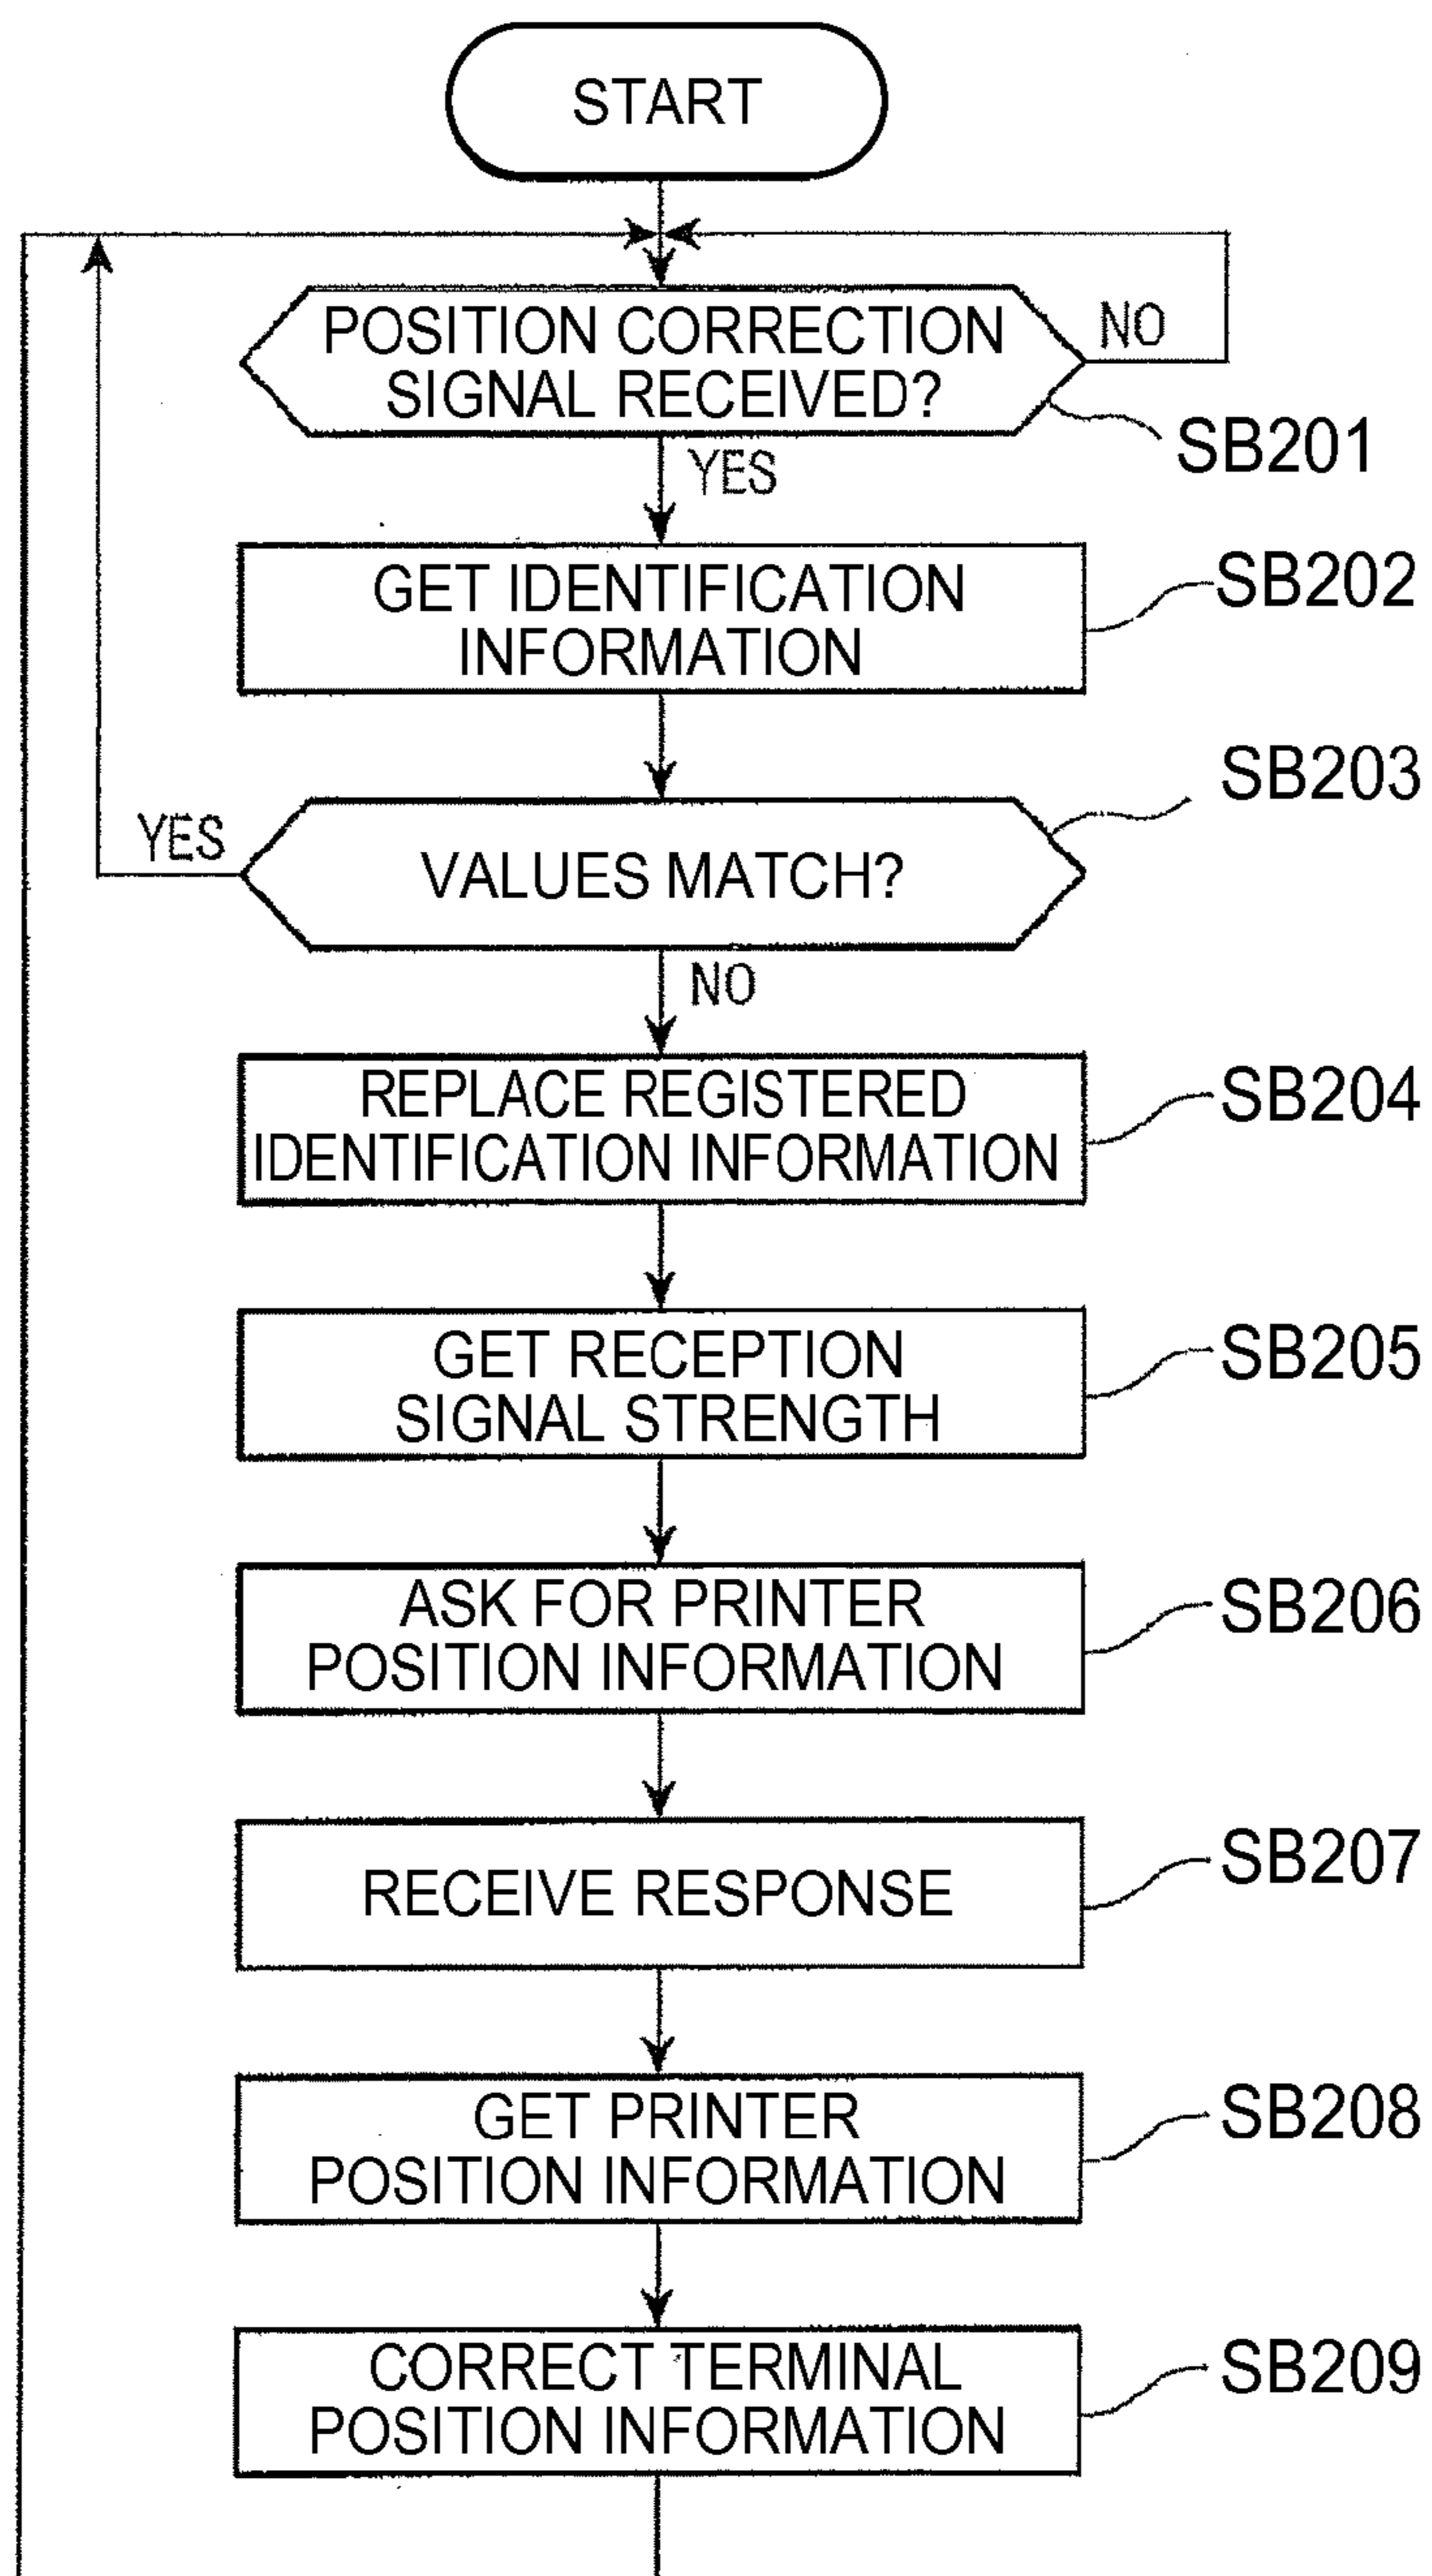 START
POSITION CORRECTION
SIGNAL RECEIVED?
NO
SB201
YES
GET IDENTIFICATION
INFORMATION
SB202
SB203
YES
VALUES MATCH?
NO
REPLACE REGISTERED
IDENTIFICATION INFORMATION
SB204
GET RECEPTION
SIGNAL STRENGTH
SB205
ASK FOR PRINTER
POSITION INFORMATION
SB206
RECEIVE RESPONSE
SB207
GET PRINTER
POSITION INFORMATION
SB208
CORRECT TERMINAL
POSITION INFORMATION
SB209